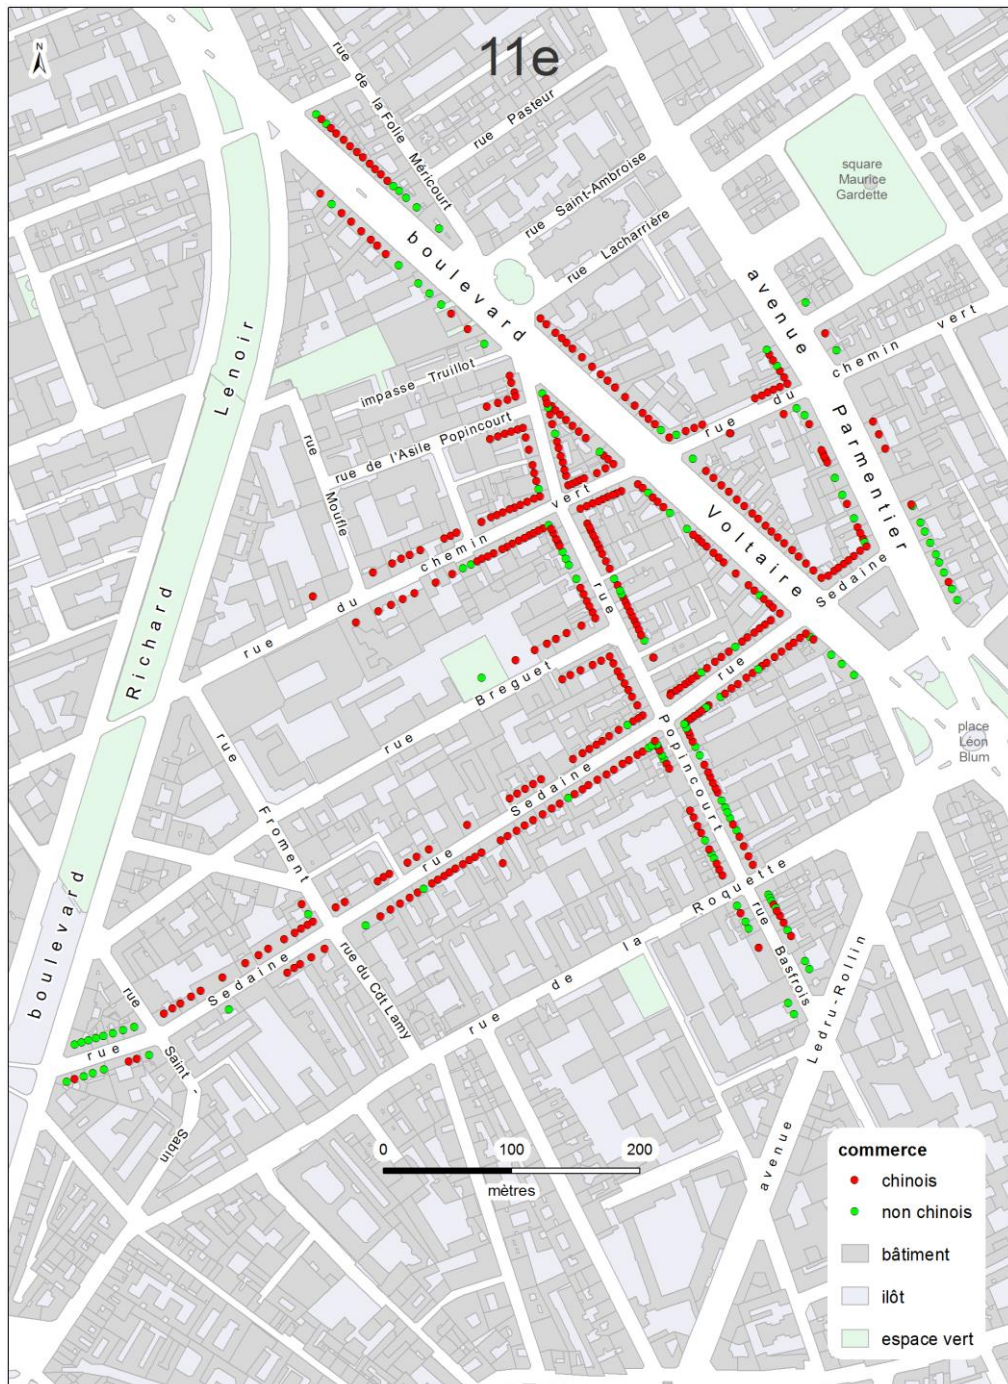 11e
N
rue de la Folie Méricourt
rue Pasteur
rue Saint-Ambroise
rue Lacharrière
square
Maurice
Gardette
boulevard
avenue
chemin vert
impasse Truillot
rue de l'Asile Popincourt
rue
Moufle
rue du
Parmentier
Voltaire
Sedaine
boulevard
Richard
Lenoir
rue du chemin vert
rue Breguet
rue
Popincourt
rue Sedaine
place
Léon
Blum
rue Froment
rue Sedaine
rue du Cdt Lamy
rue de la Roquette
rue Basfrois
avenue Ledru-Rollin
rue
Saint-
Sabin
rue Sedaine
0 100 200
mètres
commerce
chinois
non chinois
bâtiment
ilôt
espace vert